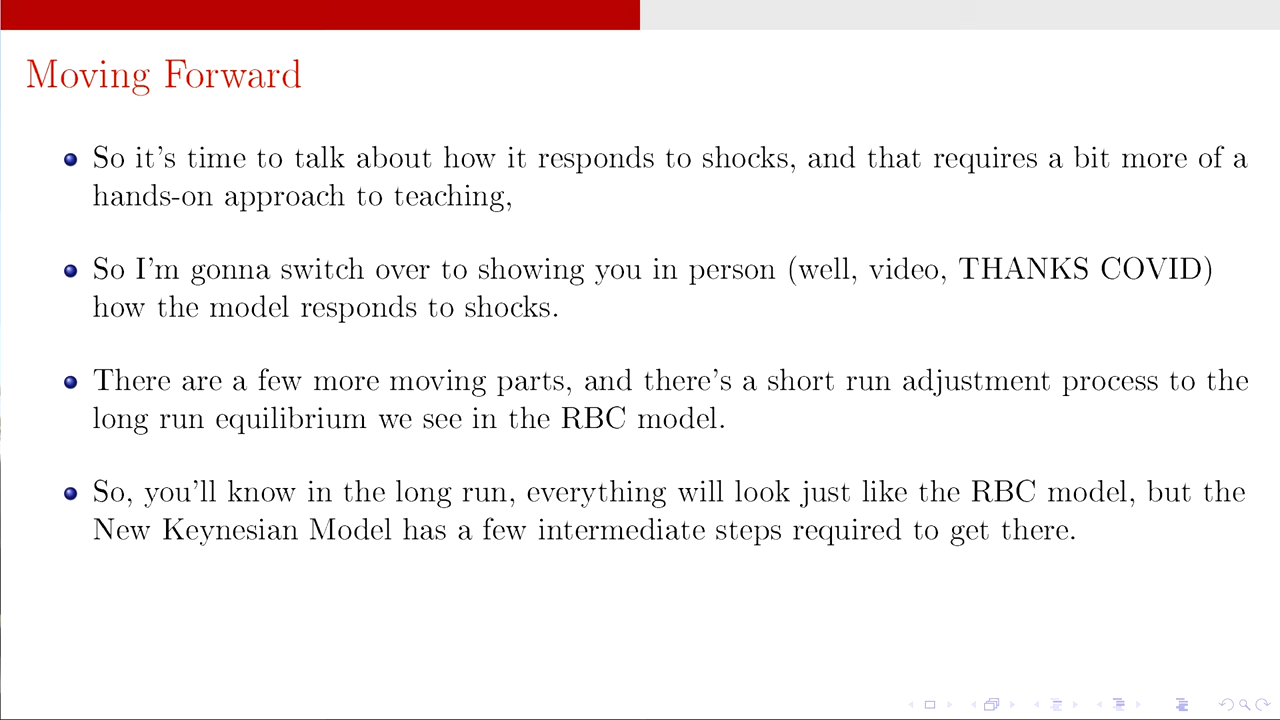 Moving Forward
So it's time to talk about how it responds to shocks, and that requires a bit more of a
hands-on approach to teaching,
So I'm gonna switch over to showing you in person (well, video, THANKS COVID)
how the model responds to shocks.
There are a few more moving parts, and there's a short run adjustment process to the
long run equilibrium we see in the RBC model.
So, you'll know in the long run, everything will look just like the RBC model, but the
New Keynesian Model has a few intermediate steps required to get there.